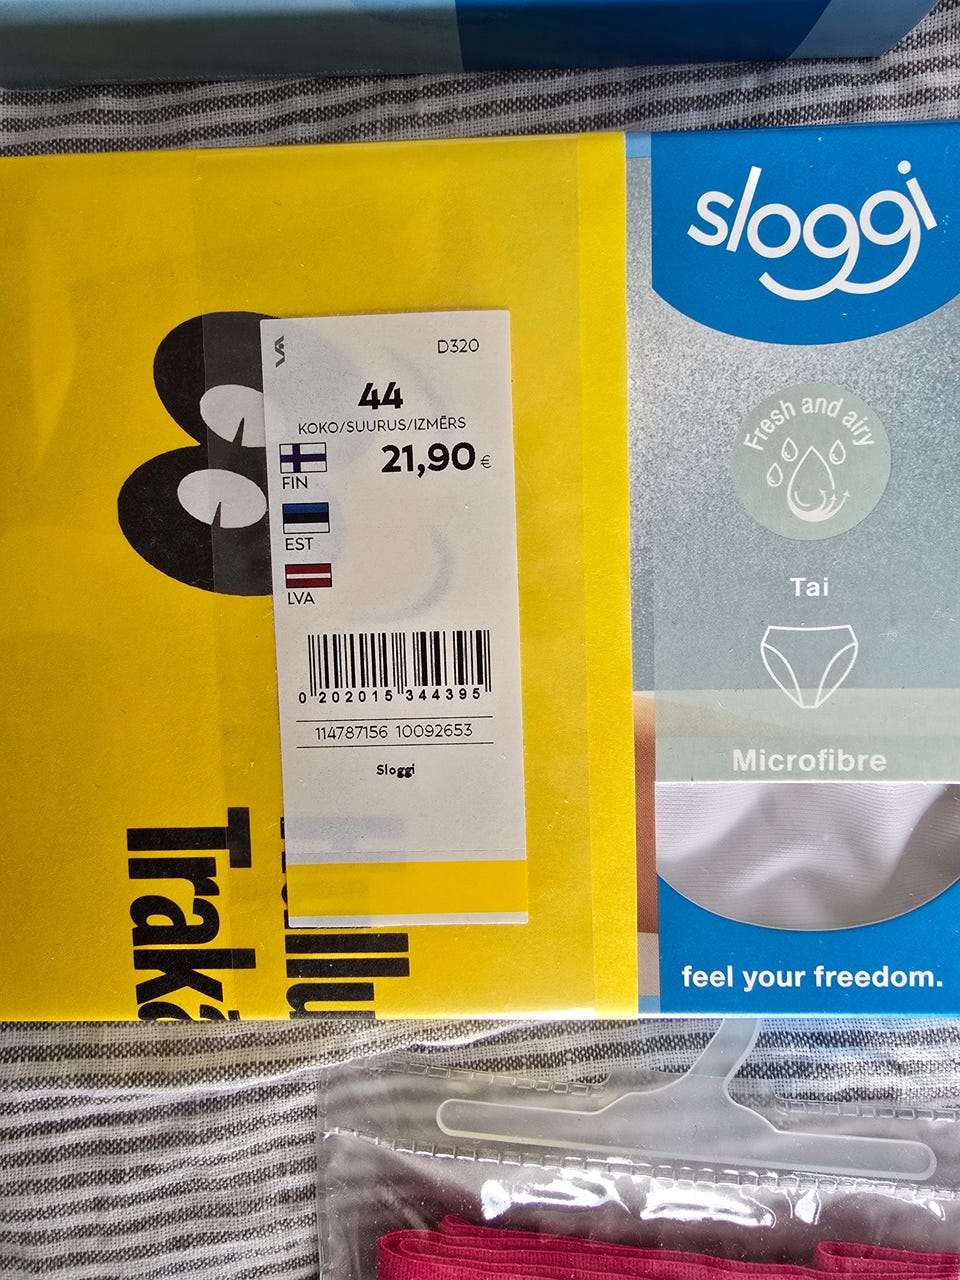 sloggi
Fresh and airy
Tai
Microfibre
feel your freedom.
D320
44
KOKO/SUURUS/IZMĒRS
21,90 €
FIN
EST
LVA
0 202015 344395
114787156 10092653
Sloggi